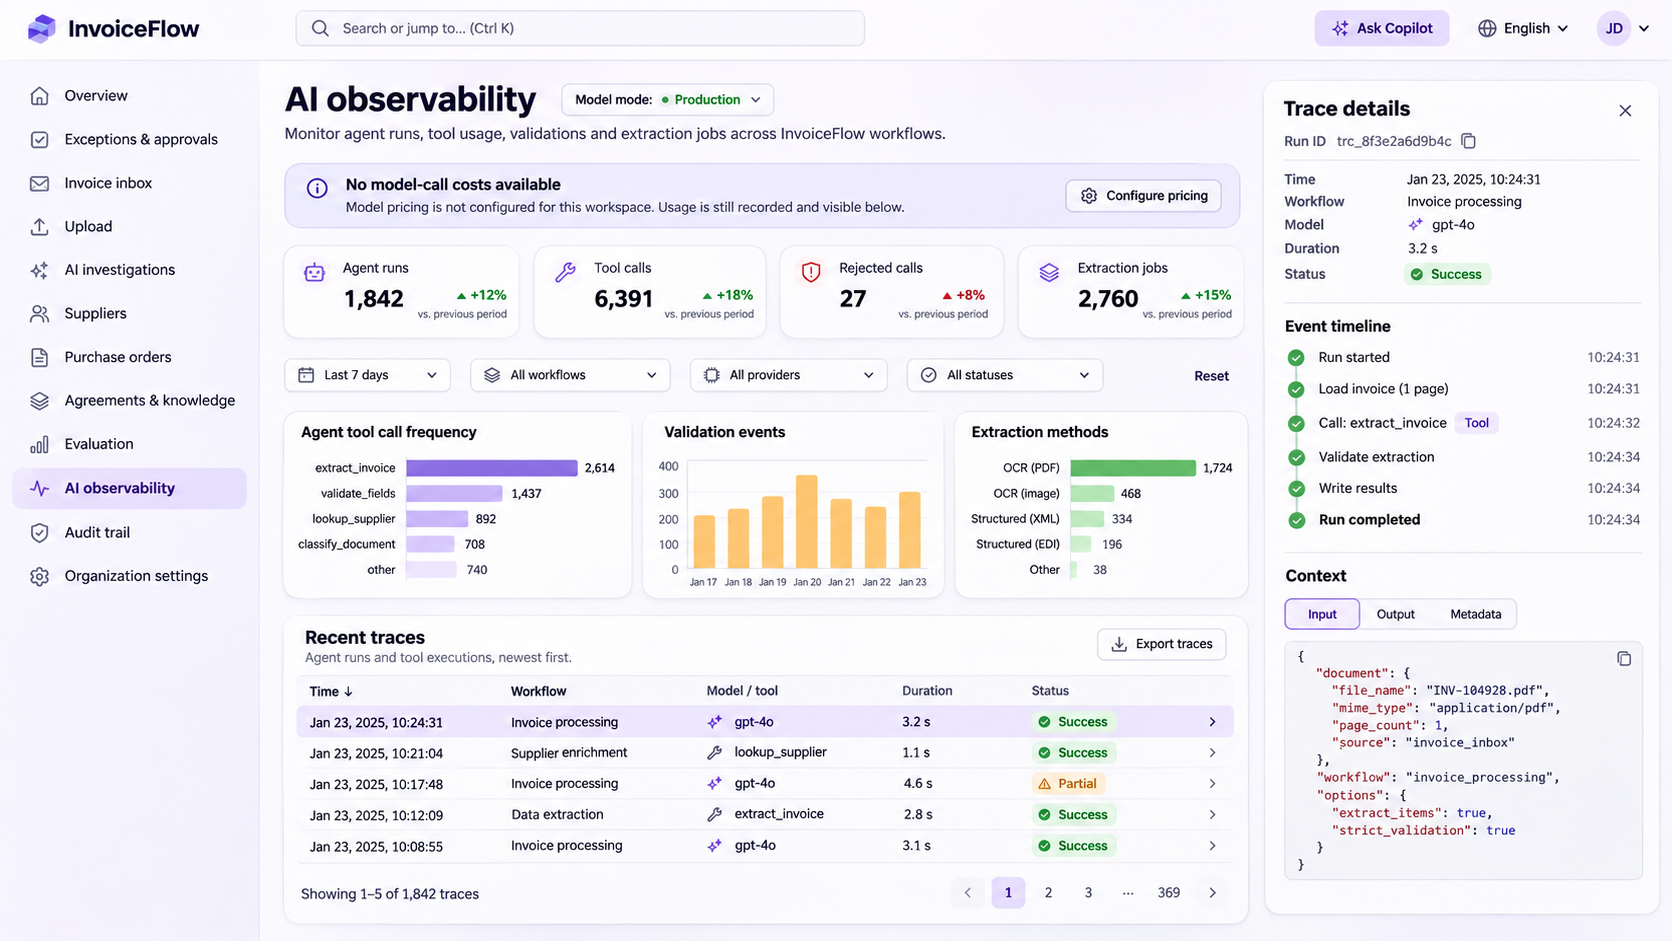 InvoiceFlow
Search or jump to... (Ctrl K)
Ask Copilot
English
JD
Overview
Exceptions & approvals
Invoice inbox
Upload
AI investigations
Suppliers
Purchase orders
Agreements & knowledge
Evaluation
AI observability
Audit trail
Organization settings
AI observability
Model mode: Production
Monitor agent runs, tool usage, validations and extraction jobs across InvoiceFlow workflows.
No model-call costs available
Model pricing is not configured for this workspace. Usage is still recorded and visible below.
Configure pricing
Agent runs
1,842 ▲ +12%
vs. previous period
Tool calls
6,391 ▲ +18%
vs. previous period
Rejected calls
27 ▲ +8%
vs. previous period
Extraction jobs
2,760 ▲ +15%
vs. previous period
Last 7 days
All workflows
All providers
All statuses
Reset
Agent tool call frequency
extract_invoice 2,614
validate_fields 1,437
lookup_supplier 892
classify_document 708
other 740
Validation events
400
300
200
100
0
Jan 17 Jan 18 Jan 19 Jan 20 Jan 21 Jan 22 Jan 23
Extraction methods
OCR (PDF) 1,724
OCR (image) 468
Structured (XML) 334
Structured (EDI) 196
Other 38
Recent traces
Agent runs and tool executions, newest first.
Export traces
Time ↓ Workflow Model / tool Duration Status
Jan 23, 2025, 10:24:31 Invoice processing gpt-4o 3.2 s Success
Jan 23, 2025, 10:21:04 Supplier enrichment lookup_supplier 1.1 s Success
Jan 23, 2025, 10:17:48 Invoice processing gpt-4o 4.6 s Partial
Jan 23, 2025, 10:12:09 Data extraction extract_invoice 2.8 s Success
Jan 23, 2025, 10:08:55 Invoice processing gpt-4o 3.1 s Success
Showing 1–5 of 1,842 traces
1 2 3 ... 369
Trace details
Run ID trc_8f3e2a6d9b4c
Time Jan 23, 2025, 10:24:31
Workflow Invoice processing
Model gpt-4o
Duration 3.2 s
Status Success
Event timeline
Run started 10:24:31
Load invoice (1 page) 10:24:31
Call: extract_invoice Tool 10:24:32
Validate extraction 10:24:34
Write results 10:24:34
Run completed 10:24:34
Context
Input Output Metadata
{
"document": {
"file_name": "INV-104928.pdf",
"mime_type": "application/pdf",
"page_count": 1,
"source": "invoice_inbox"
},
"workflow": "invoice_processing",
"options": {
"extract_items": true,
"strict_validation": true
}
}